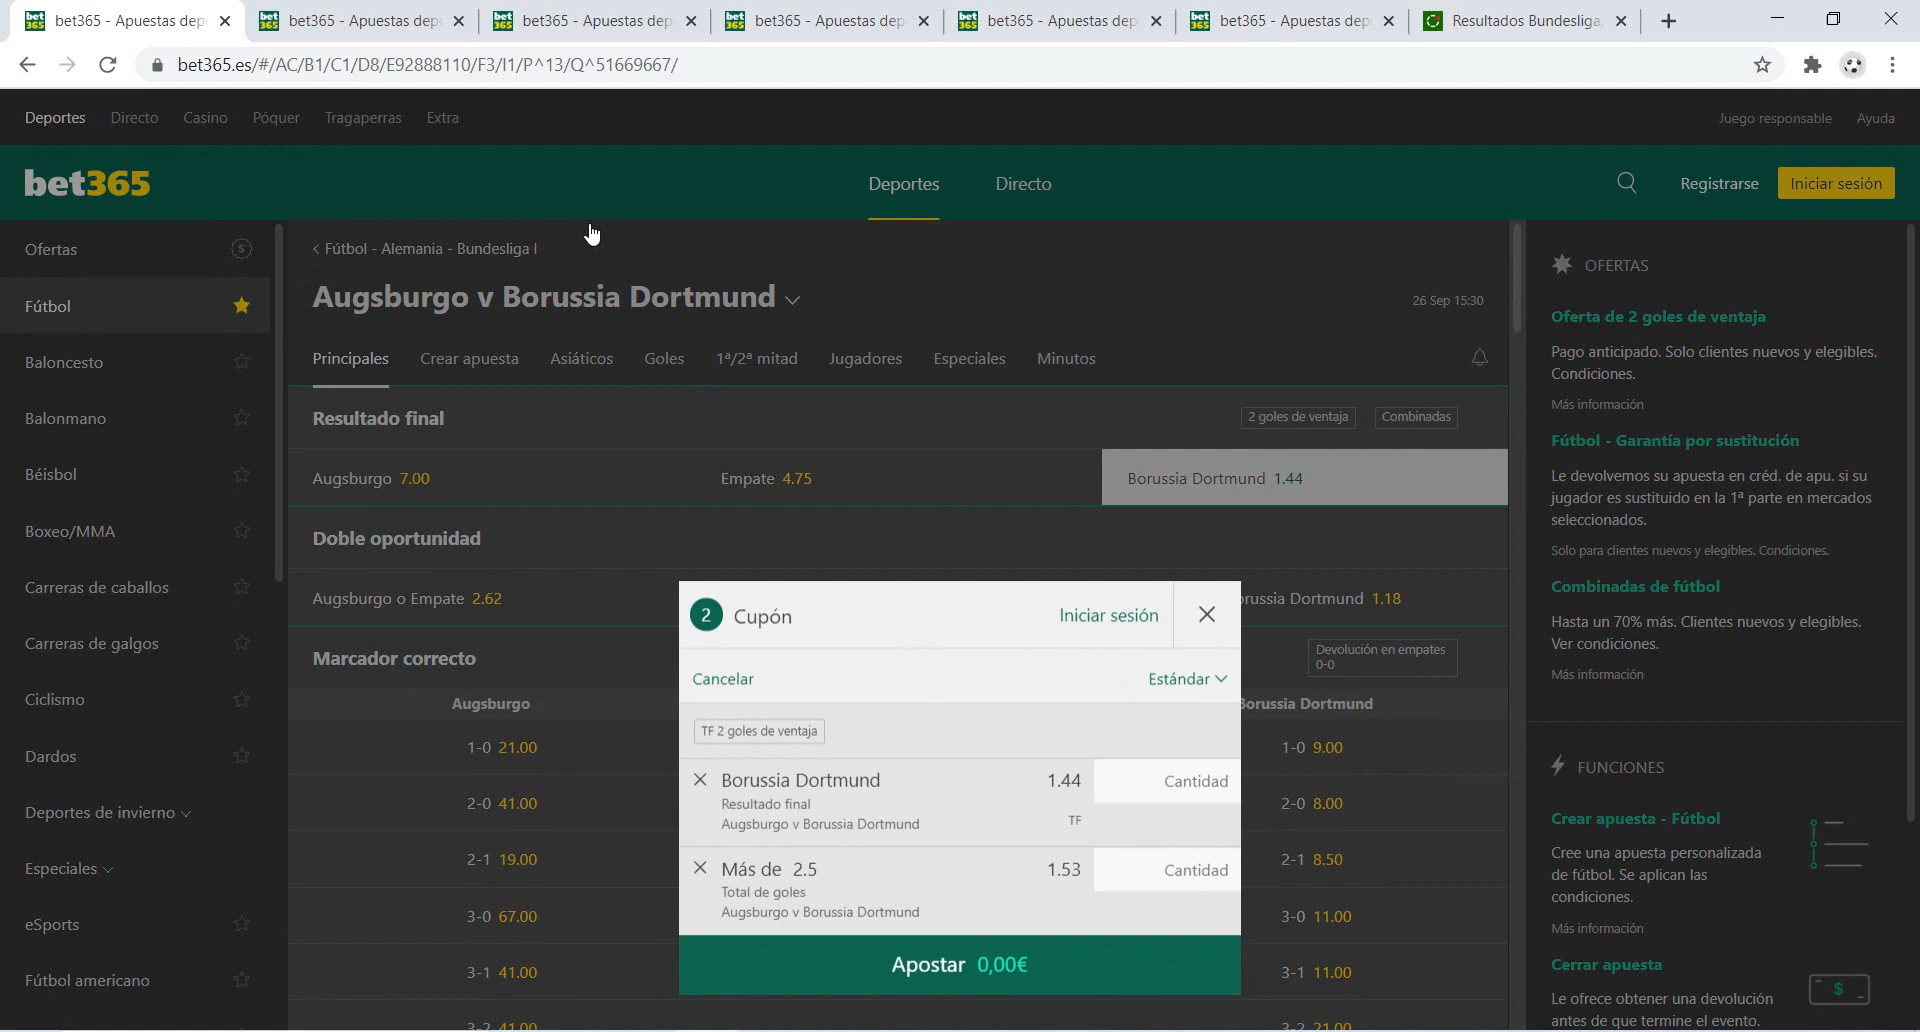 bet365 - Apuestas dep
bet365 - Apuestas dep
bet365 - Apuestas dep
bet365 - Apuestas dep
bet365 - Apuestas dep
bet365 - Apuestas dep
Resultados Bundesliga,
bet365.es/#/AC/B1/C1/D8/E92888110/F3/I1/P^13/Q^51669667/
Deportes Directo Casino Póquer Tragaperras Extra
Juego responsable Ayuda
bet365
Deportes Directo
Registrarse Iniciar sesión
Ofertas
Fútbol
Baloncesto
Balonmano
Béisbol
Boxeo/MMA
Carreras de caballos
Carreras de galgos
Ciclismo
Dardos
Deportes de invierno
Especiales
eSports
Fútbol americano
< Fútbol - Alemania - Bundesliga I
Augsburgo v Borussia Dortmund
26 Sep 15:30
Principales Crear apuesta Asiáticos Goles 1ª/2ª mitad Jugadores Especiales Minutos
Resultado final
2 goles de ventaja Combinadas
Augsburgo 7.00 Empate 4.75 Borussia Dortmund 1.44
Doble oportunidad
Augsburgo o Empate 2.62
orussia Dortmund 1.18
Marcador correcto
Devolución en empates
0-0
Augsburgo
Borussia Dortmund
1-0 21.00
1-0 9.00
2-0 41.00
2-0 8.00
2-1 19.00
2-1 8.50
3-0 67.00
3-0 11.00
3-1 41.00
3-1 11.00
3-2 41.00
3-2 21.00
2 Cupón Iniciar sesión
Cancelar Estándar
TF 2 goles de ventaja
Borussia Dortmund 1.44 Cantidad
Resultado final
Augsburgo v Borussia Dortmund TF
Más de 2.5 1.53 Cantidad
Total de goles
Augsburgo v Borussia Dortmund
Apostar 0,00€
OFERTAS
Oferta de 2 goles de ventaja
Pago anticipado. Solo clientes nuevos y elegibles.
Condiciones.
Más información
Fútbol - Garantía por sustitución
Le devolvemos su apuesta en créd. de apu. si su
jugador es sustituido en la 1ª parte en mercados
seleccionados.
Solo para clientes nuevos y elegibles. Condiciones.
Combinadas de fútbol
Hasta un 70% más. Clientes nuevos y elegibles.
Ver condiciones.
Más información
FUNCIONES
Crear apuesta - Fútbol
Cree una apuesta personalizada
de fútbol. Se aplican las
condiciones.
Más información
Cerrar apuesta
Le ofrece obtener una devolución
antes de que termine el evento.